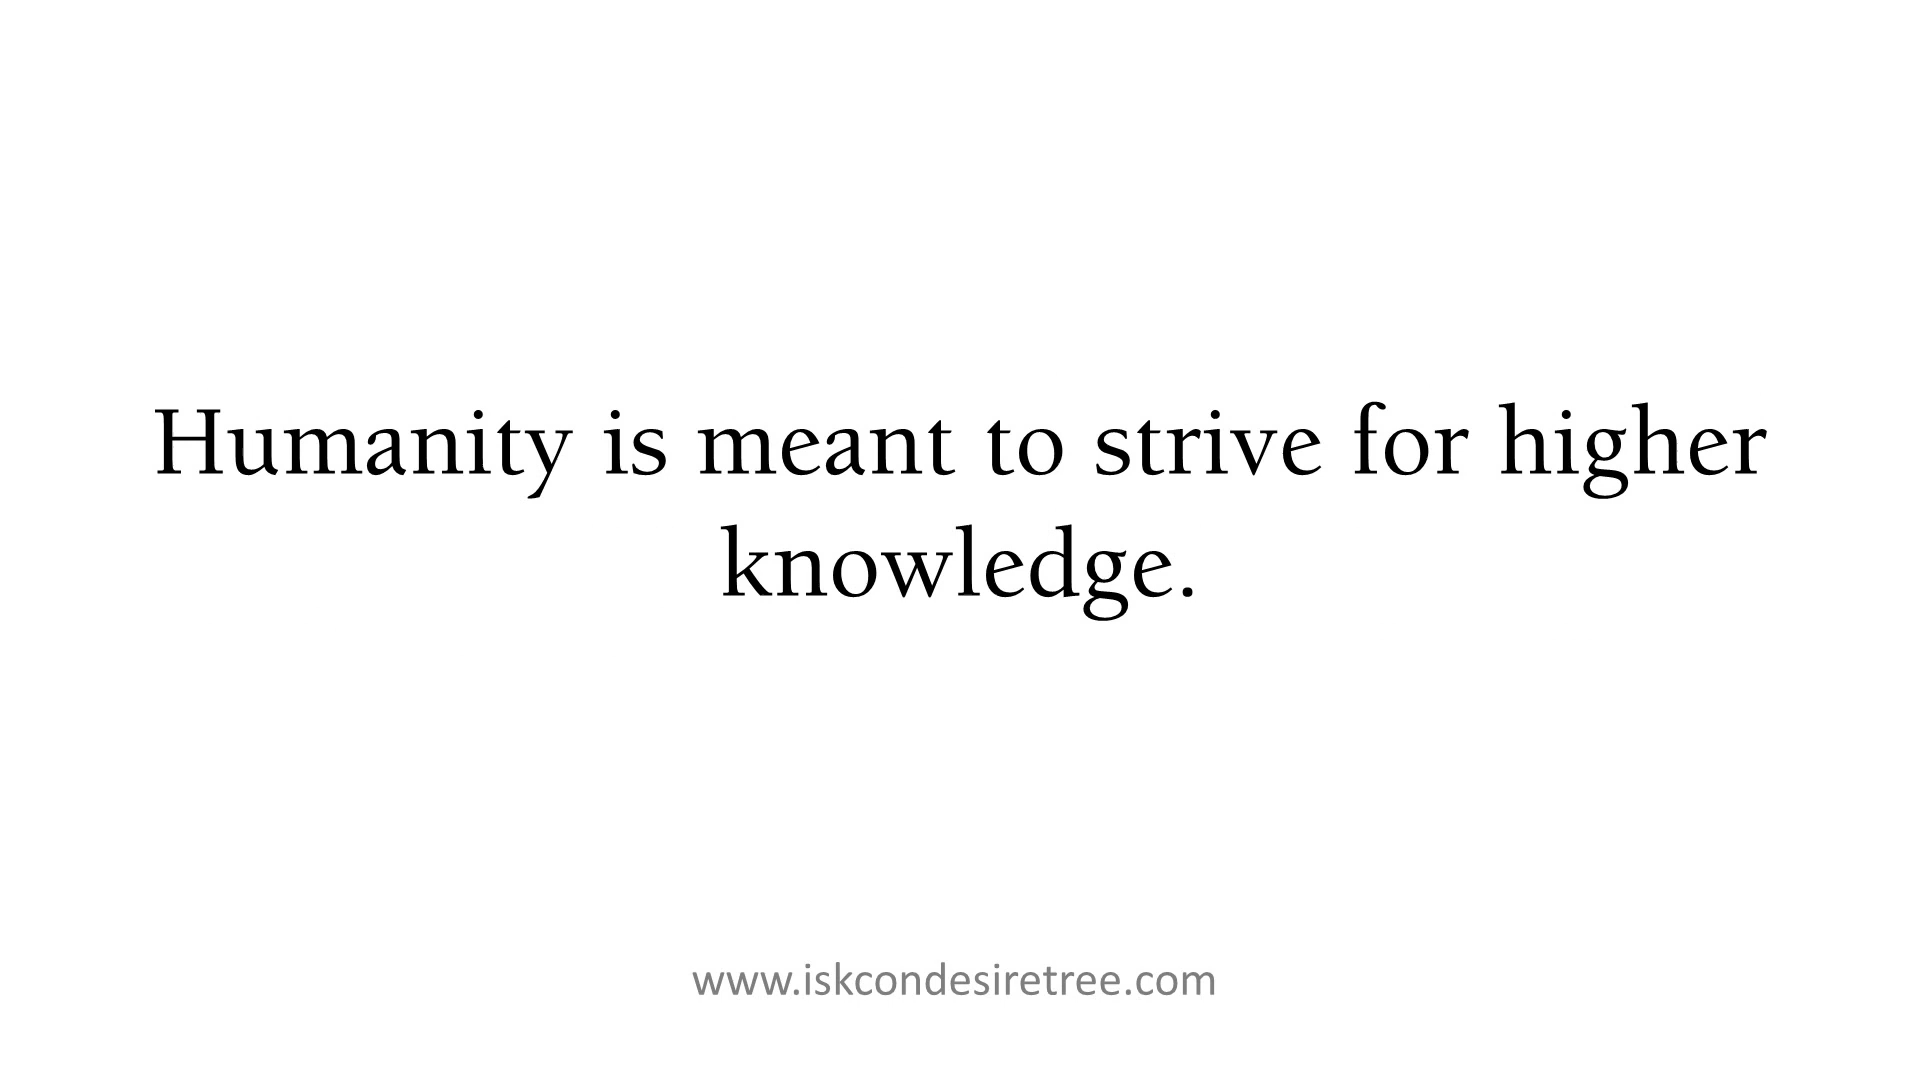 Humanity is meant to strive for higher
knowledge.
www.iskcondesiretree.com